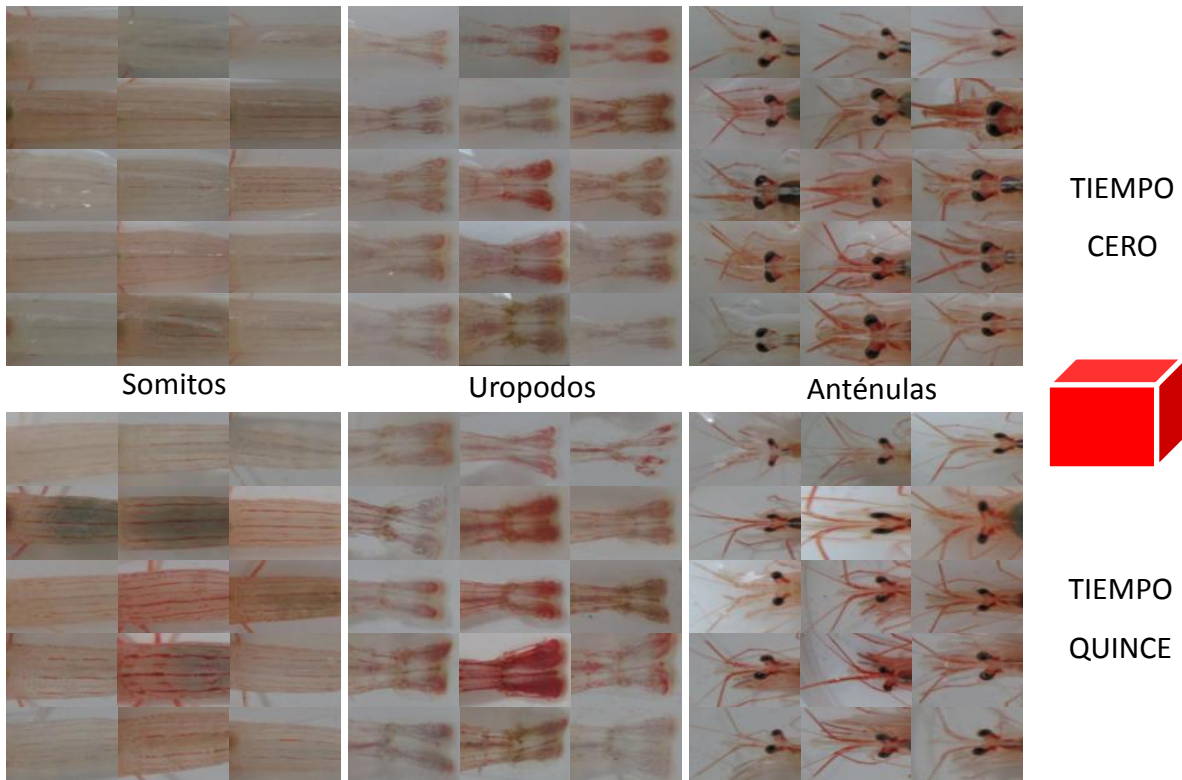 TIEMPO
CERO
Somitos
Uropodos
Anténulas
TIEMPO
QUINCE